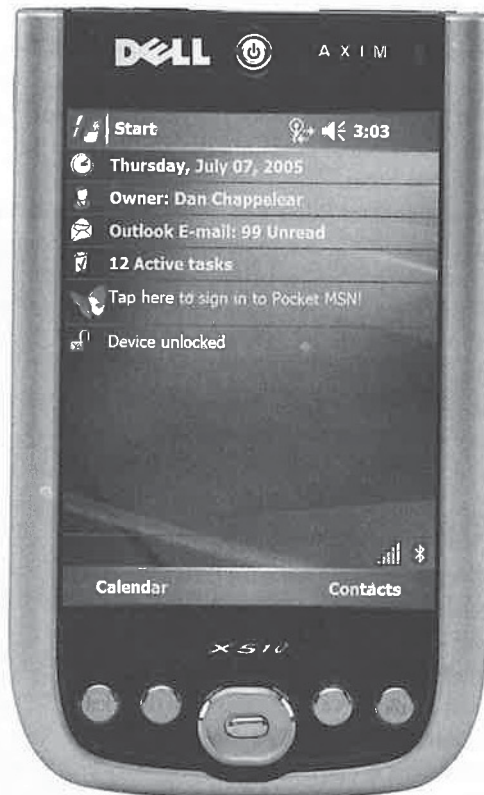 DELL AXIM
Start 3:03
Thursday, July 07, 2005
Owner: Dan Chappelear
Outlook E-mail: 99 Unread
12 Active tasks
Tap here to sign in to Pocket MSN!
Device unlocked
Calendar Contacts